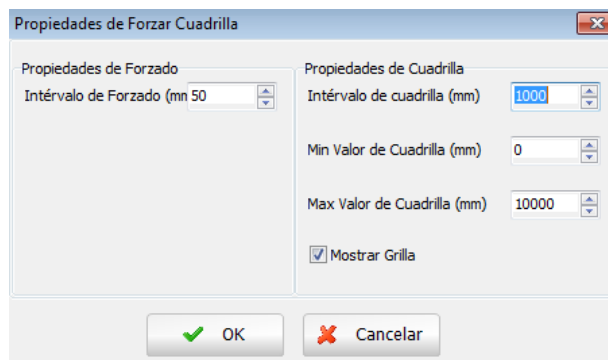 Propiedades de Forzar Cuadrilla
Propiedades de Forzado
Intérvalo de Forzado (mm 50
Propiedades de Cuadrilla
Intérvalo de cuadrilla (mm) 1000
Min Valor de Cuadrilla (mm) 0
Max Valor de Cuadrilla (mm) 10000
Mostrar Grilla
OK Cancelar